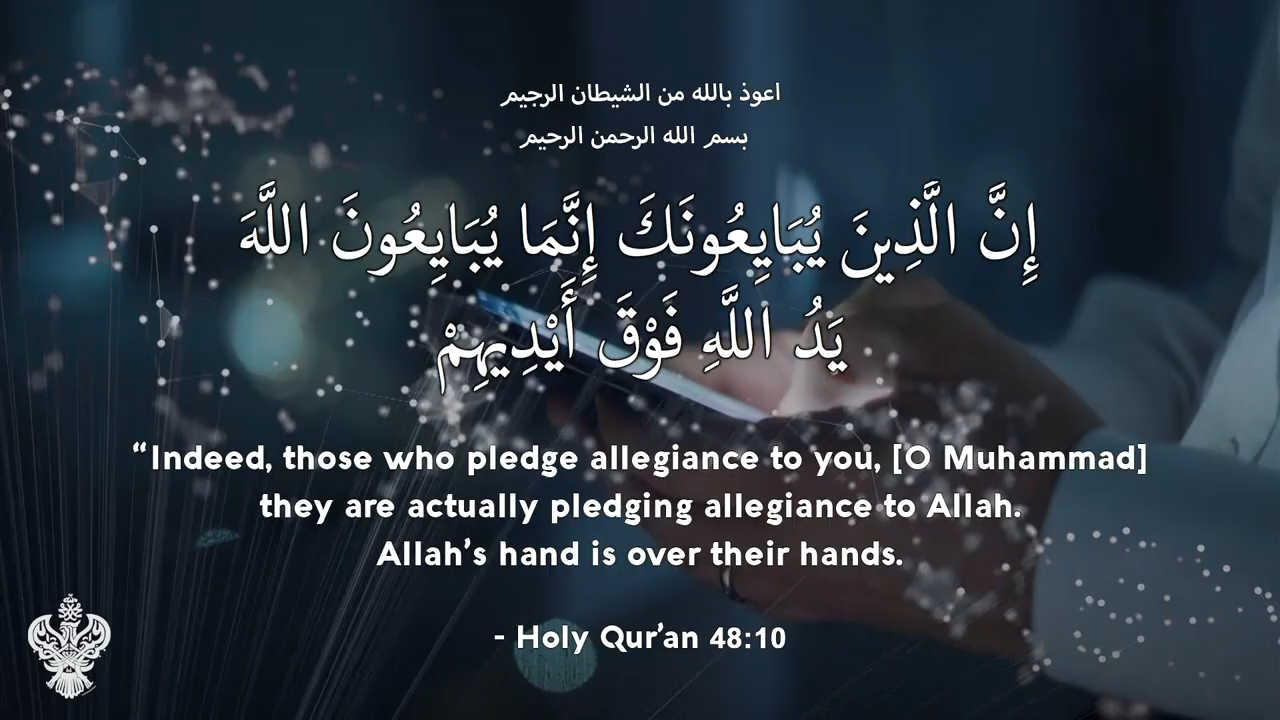 اعوذ بالله من الشيطان الرجيم
بسم الله الرحمن الرحيم
إِنَّ الَّذِينَ يُبَايِعُونَكَ إِنَّمَا يُبَايِعُونَ اللَّهَ
يَدُ اللَّهِ فَوْقَ أَيْدِيهِمْ
“Indeed, those who pledge allegiance to you, [O Muhammad]
they are actually pledging allegiance to Allah.
Allah’s hand is over their hands.
- Holy Qur’an 48:10